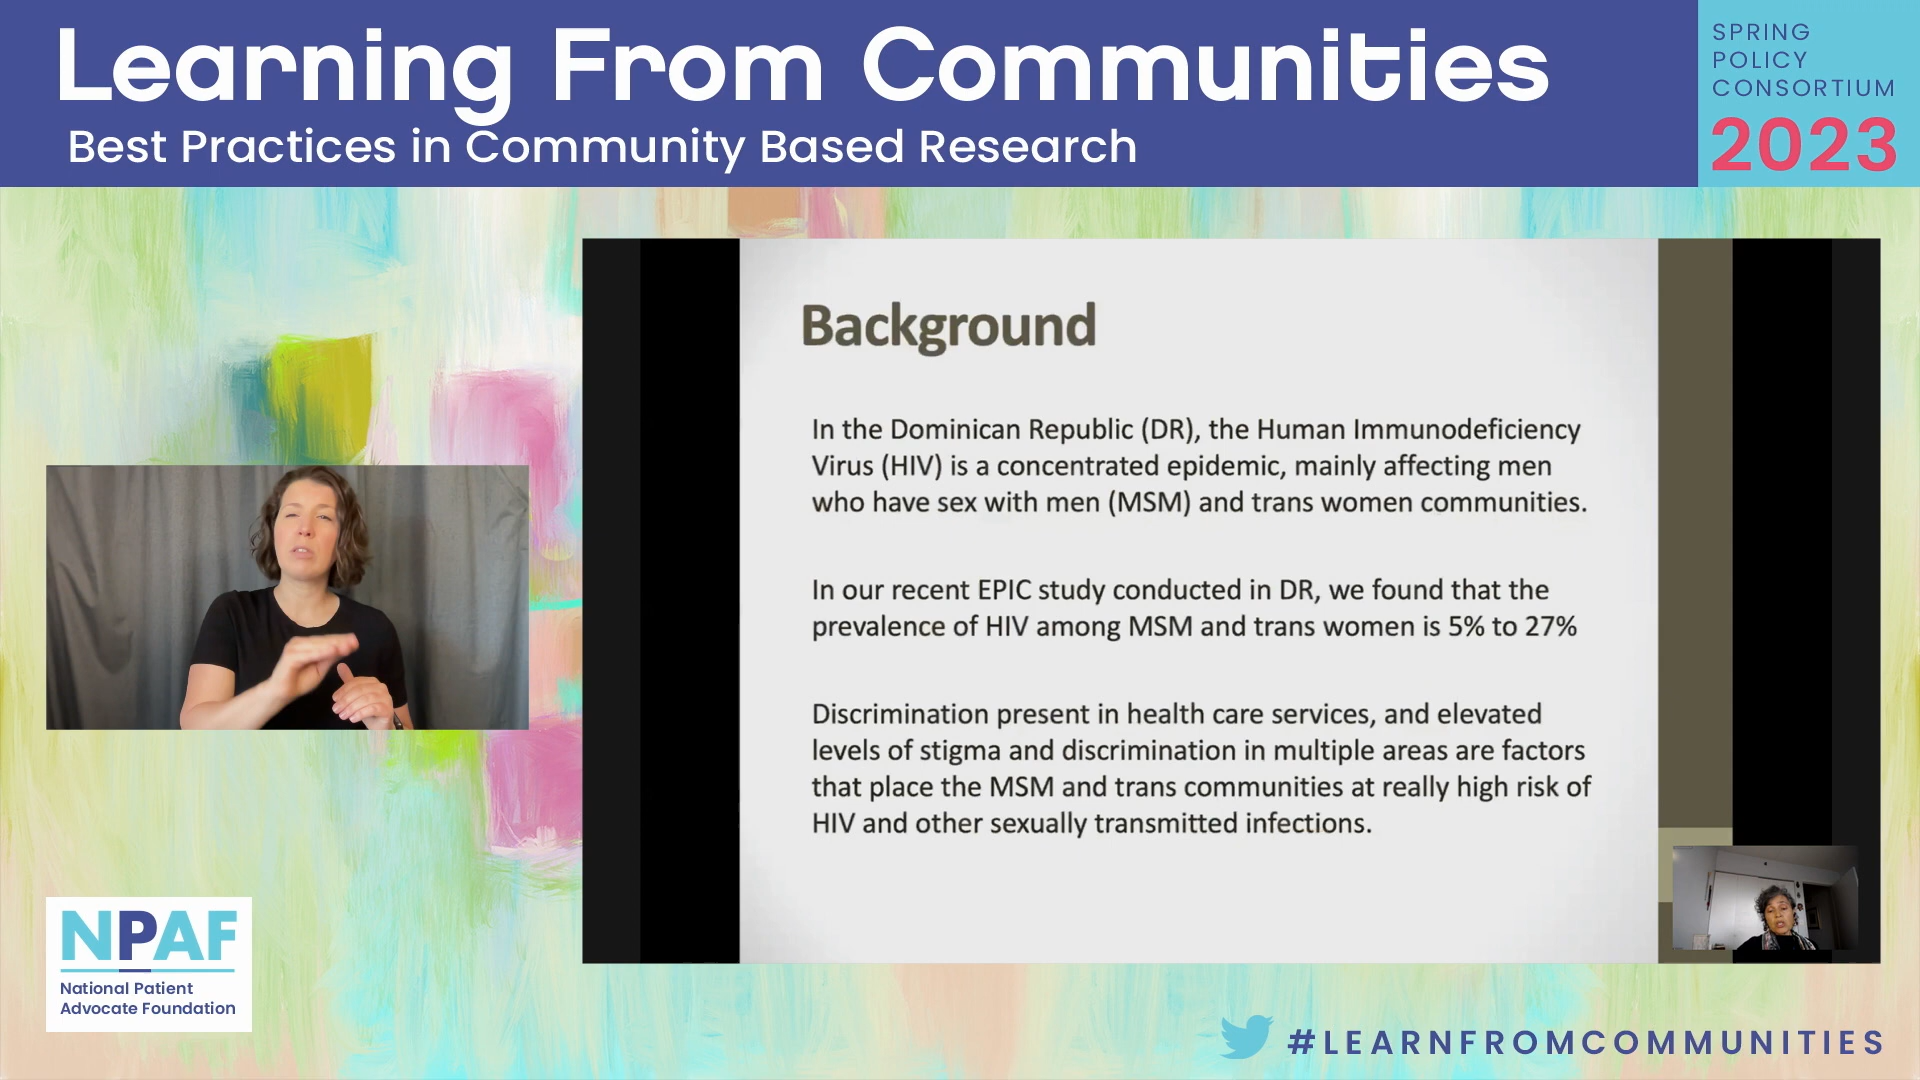 Learning From Communities
Best Practices in Community Based Research
SPRING
POLICY
CONSORTIUM
2023
Background
In the Dominican Republic (DR), the Human Immunodeficiency
Virus (HIV) is a concentrated epidemic, mainly affecting men
who have sex with men (MSM) and trans women communities.
In our recent EPIC study conducted in DR, we found that the
prevalence of HIV among MSM and trans women is 5% to 27%
Discrimination present in health care services, and elevated
levels of stigma and discrimination in multiple areas are factors
that place the MSM and trans communities at really high risk of
HIV and other sexually transmitted infections.
NPAF
National Patient
Advocate Foundation
#LEARNFROMCOMMUNITIES